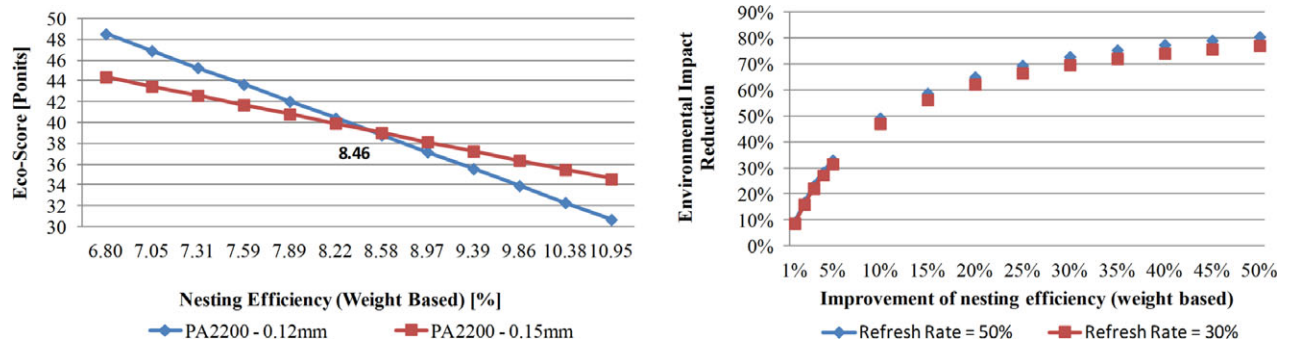 50
48
46
44
42
40
38
36
34
32
30
Eco-Score [Ponits]
8.46
6.80 7.05 7.31 7.59 7.89 8.22 8.58 8.97 9.39 9.86 10.38 10.95
Nesting Efficiency (Weight Based) [%]
PA2200 - 0.12mm PA2200 - 0.15mm
90%
80%
70%
60%
50%
40%
30%
20%
10%
0%
Environmental Impact
Reduction
1% 5% 10% 15% 20% 25% 30% 35% 40% 45% 50%
Improvement of nesting efficiency (weight based)
Refresh Rate = 50% Refresh Rate = 30%